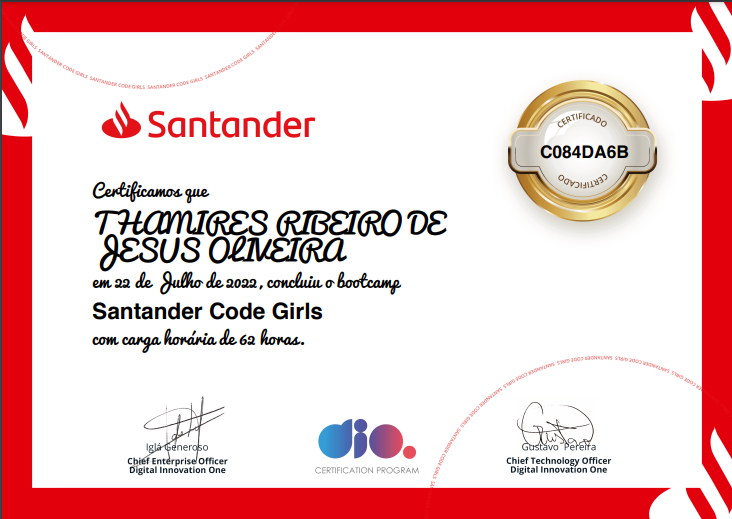 SANTANDER CODE GIRLS SANTANDER CODE GIRLS SANTANDER CODE GIRLS SANTANDER CODE GIRLS
Santander
CERTIFICADO
C084DA6B
CERTIFICADO
Certificamos que
THAMIRES RIBEIRO DE
JESUS OLIVEIRA
em 22 de Julho de 2022, concluiu o bootcamp
Santander Code Girls
com carga horária de 62 horas.
SANTANDER CODE GIRLS SANTANDER CODE GIRLS SANTANDER CODE GIRLS
Iglá Generoso
Chief Enterprise Officer
Digital Innovation One
dio.
CERTIFICATION PROGRAM
Gustavo Pereira
Chief Technology Officer
Digital Innovation One